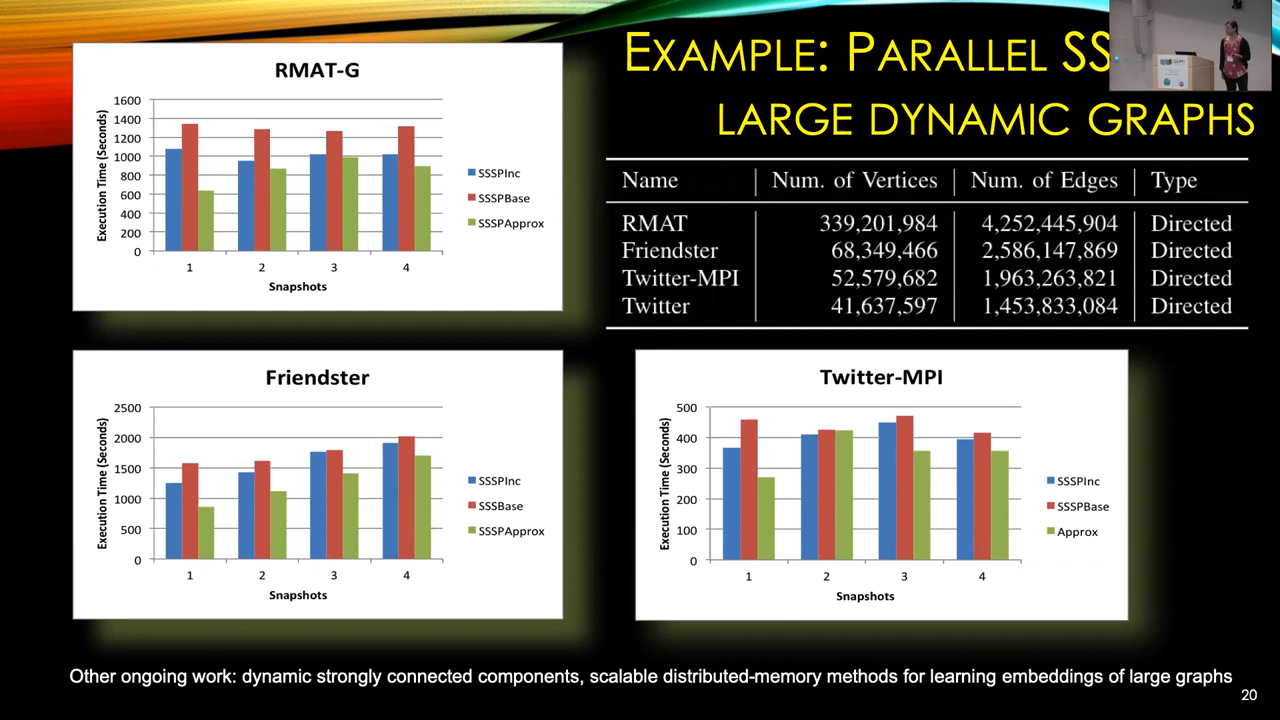 EXAMPLE: PARALLEL SS
LARGE DYNAMIC GRAPHS
RMAT-G
Execution Time (Seconds)
1600
1400
1200
1000
800
600
400
200
0
1 2 3 4
Snapshots
SSSPInc
SSSPBase
SSSPApprox
Name Num. of Vertices Num. of Edges Type
RMAT 339,201,984 4,252,445,904 Directed
Friendster 68,349,466 2,586,147,869 Directed
Twitter-MPI 52,579,682 1,963,263,821 Directed
Twitter 41,637,597 1,453,833,084 Directed
Friendster
Execution Time (Seconds)
2500
2000
1500
1000
500
0
1 2 3 4
Snapshots
SSSPInc
SSSBase
SSSPApprox
Twitter-MPI
Execution Time (Seconds)
500
400
300
200
100
0
1 2 3 4
Snapshots
SSSPInc
SSSPBase
Approx
Other ongoing work: dynamic strongly connected components, scalable distributed-memory methods for learning embeddings of large graphs
20